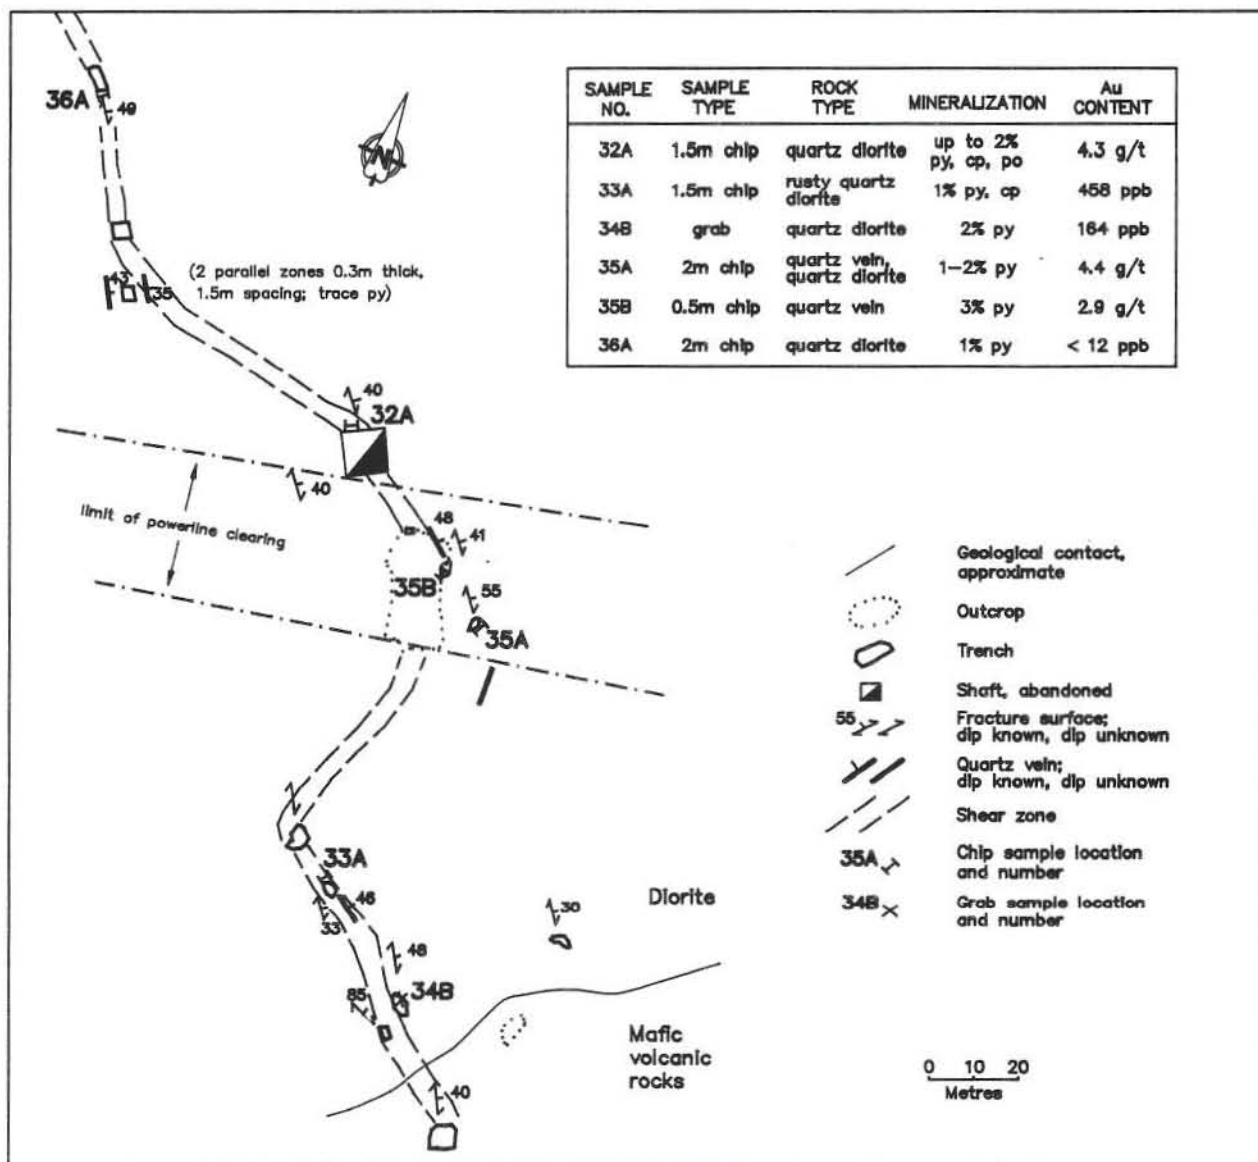 36A
49
N
SAMPLE NO. SAMPLE TYPE ROCK TYPE MINERALIZATION Au CONTENT
32A 1.5m chip quartz diorite up to 2% py, cp, po 4.3 g/t
33A 1.5m chip rusty quartz diorite 1% py, cp 458 ppb
34B grab quartz diorite 2% py 164 ppb
35A 2m chip quartz vein, quartz diorite 1-2% py 4.4 g/t
35B 0.5m chip quartz vein 3% py 2.9 g/t
36A 2m chip quartz diorite 1% py < 12 ppb
43
35
(2 parallel zones 0.3m thick,
1.5m spacing; trace py)
40
32A
40
limit of powerline clearing
48
41
35B
55
35A
33A
46
33
48
85
34B
30
Diorite
Mafic
volcanic
rocks
40
Geological contact,
approximate
Outcrop
Trench
Shaft, abandoned
55
Fracture surface;
dip known, dip unknown
Quartz vein;
dip known, dip unknown
Shear zone
35A
Chip sample location
and number
34B
Grab sample location
and number
0 10 20
Metres